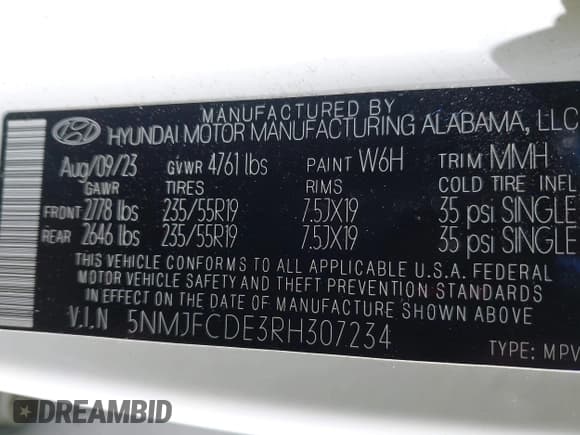 MANUFACTURED BY
HYUNDAI MOTOR MANUFACTURING ALABAMA, LLC
Aug/09/23 GVWR 4761 lbs PAINT W6H TRIM MMH
GAWR TIRES RIMS COLD TIRE INFL
FRONT 2778 lbs 235/55R19 7.5JX19 35 psi SINGLE
REAR 2646 lbs 235/55R19 7.5JX19 35 psi SINGLE
THIS VEHICLE CONFORMS TO ALL APPLICABLE U.S.A. FEDERAL
MOTOR VEHICLE SAFETY AND THEFT PREVENTION STANDARDS IN
EFFECT ON THE DATE OF MANUFACTURE SHOWN ABOVE.
V.I.N 5NMJFCDE3RH307234
TYPE: MPV
DREAMBID